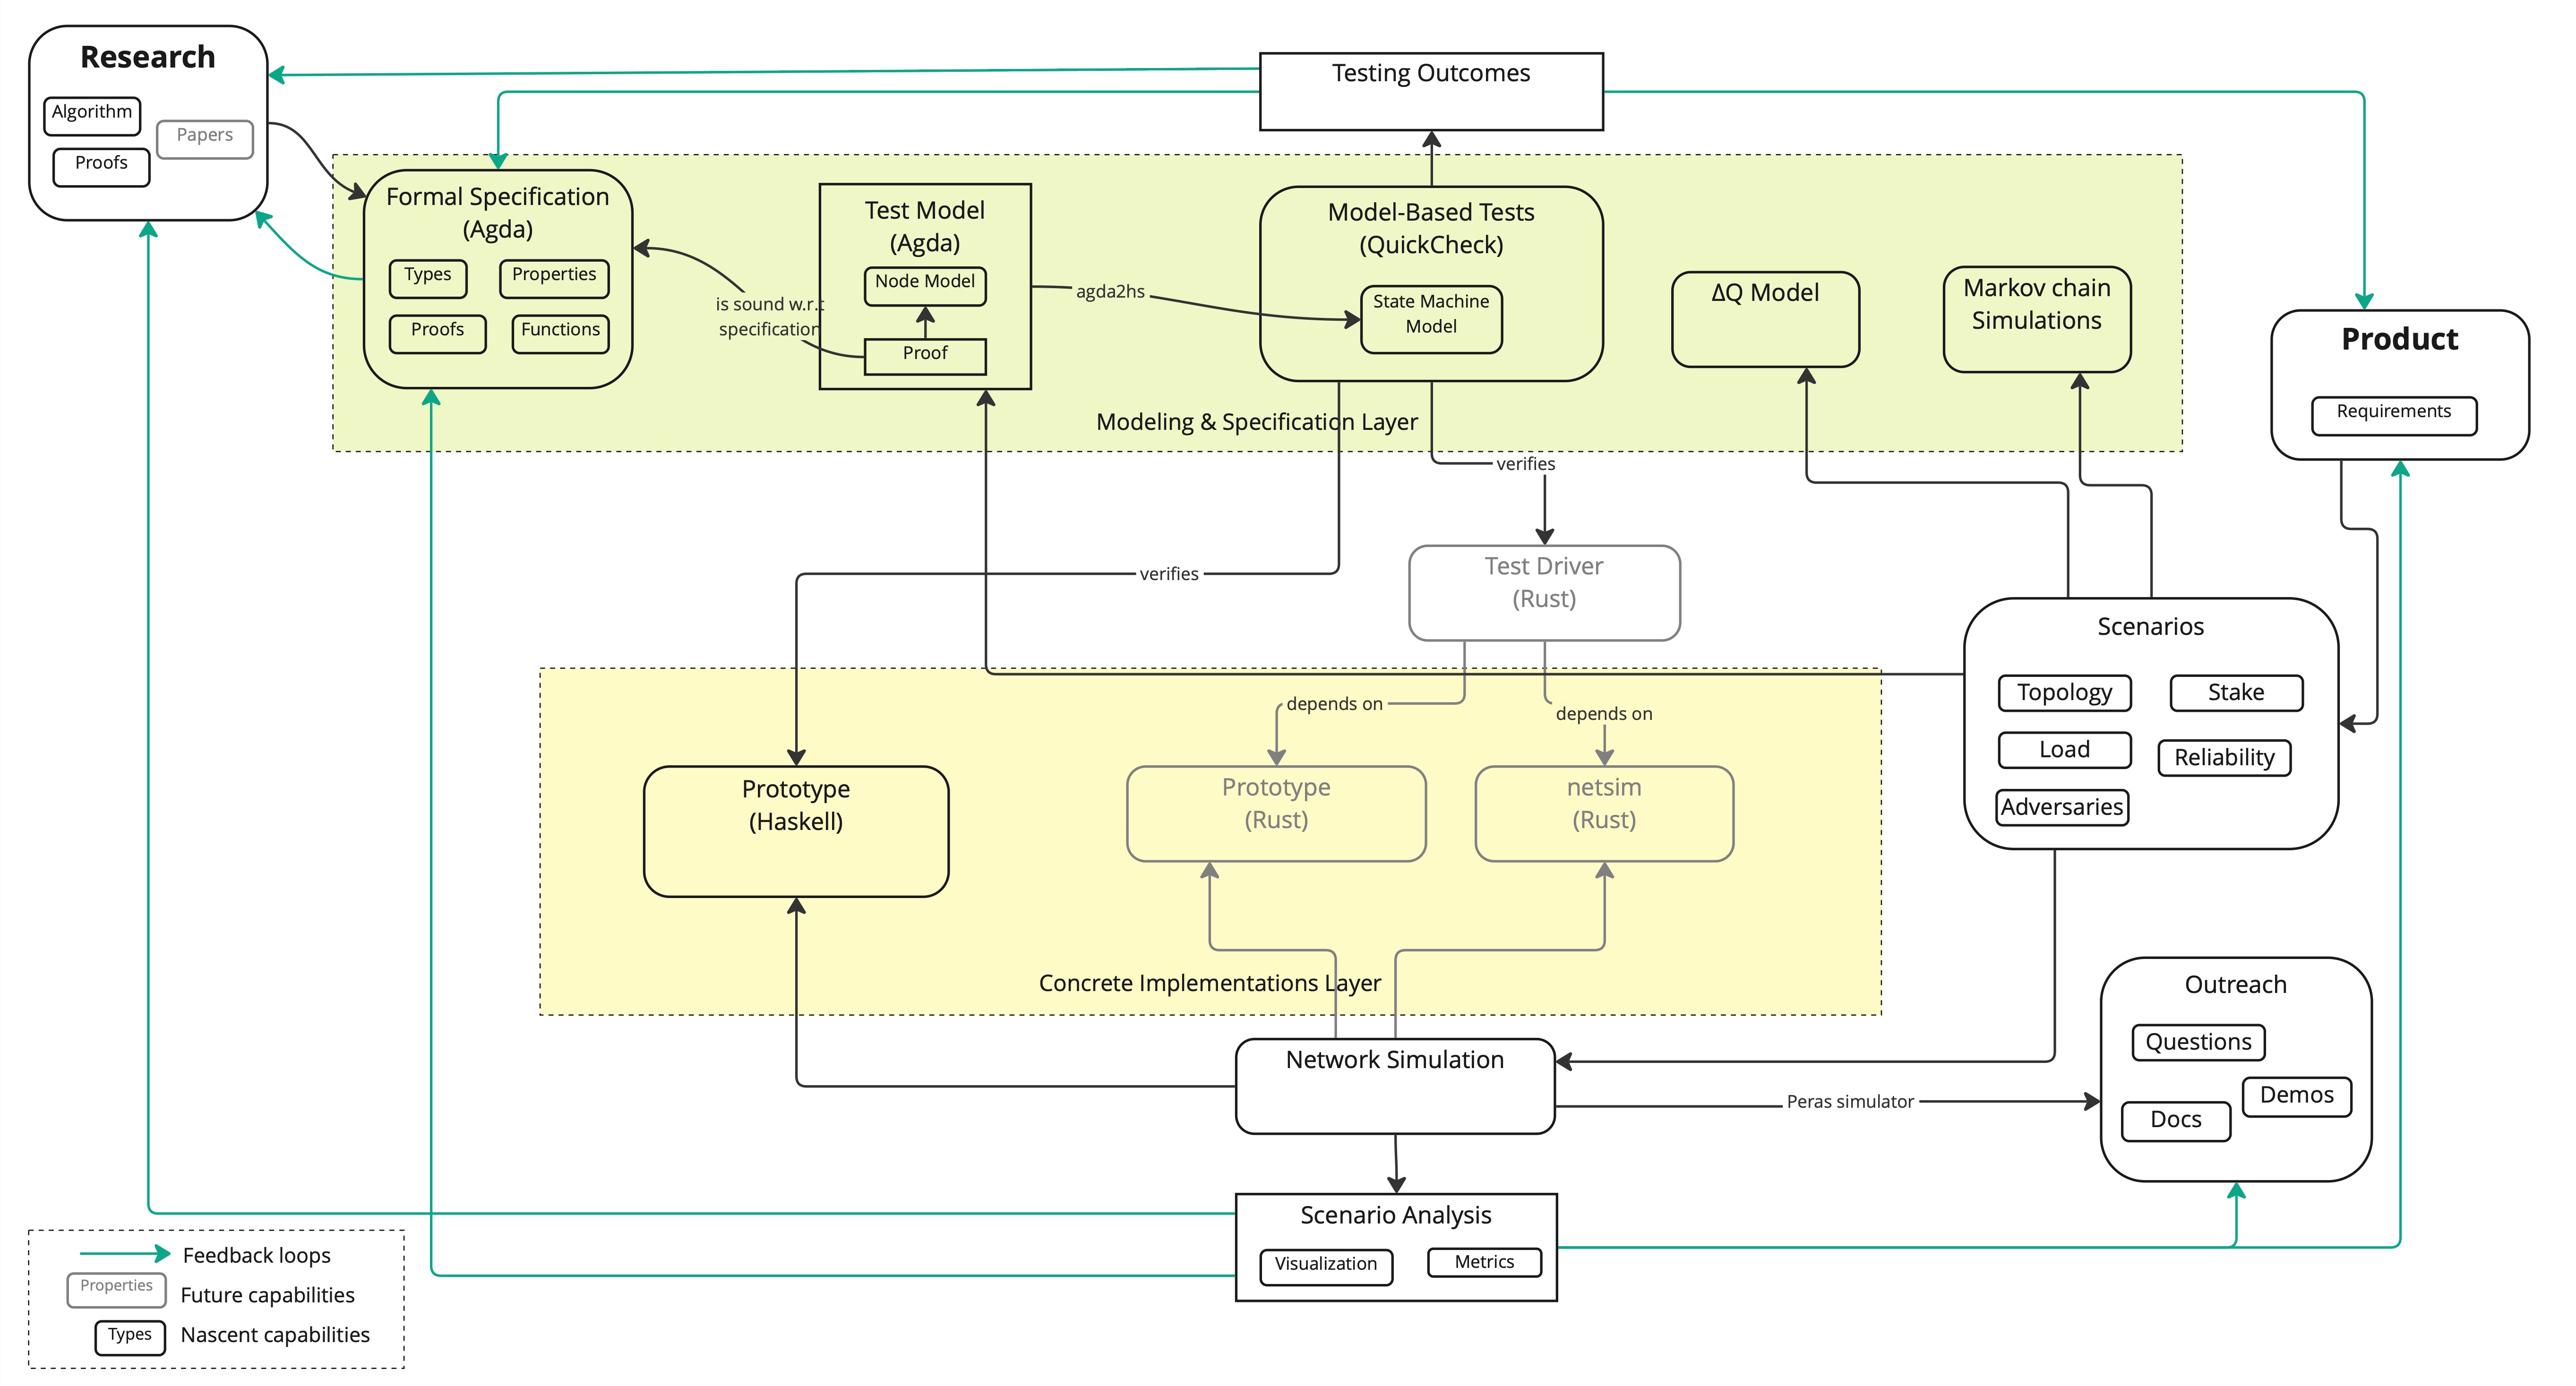 Research
Algorithm
Papers
Proofs
Testing Outcomes
Formal Specification
(Agda)
Types
Properties
Proofs
Functions
is sound w.r.t
specification
Test Model
(Agda)
Node Model
Proof
agda2hs
Model-Based Tests
(QuickCheck)
State Machine
Model
ΔQ Model
Markov chain
Simulations
Modeling & Specification Layer
Product
Requirements
verifies
verifies
Test Driver
(Rust)
Scenarios
Topology
Stake
Load
Reliability
Adversaries
depends on
depends on
Prototype
(Haskell)
Prototype
(Rust)
netsim
(Rust)
Concrete Implementations Layer
Network Simulation
Peras simulator
Outreach
Questions
Demos
Docs
Scenario Analysis
Visualization
Metrics
Feedback loops
Properties
Future capabilities
Types
Nascent capabilities